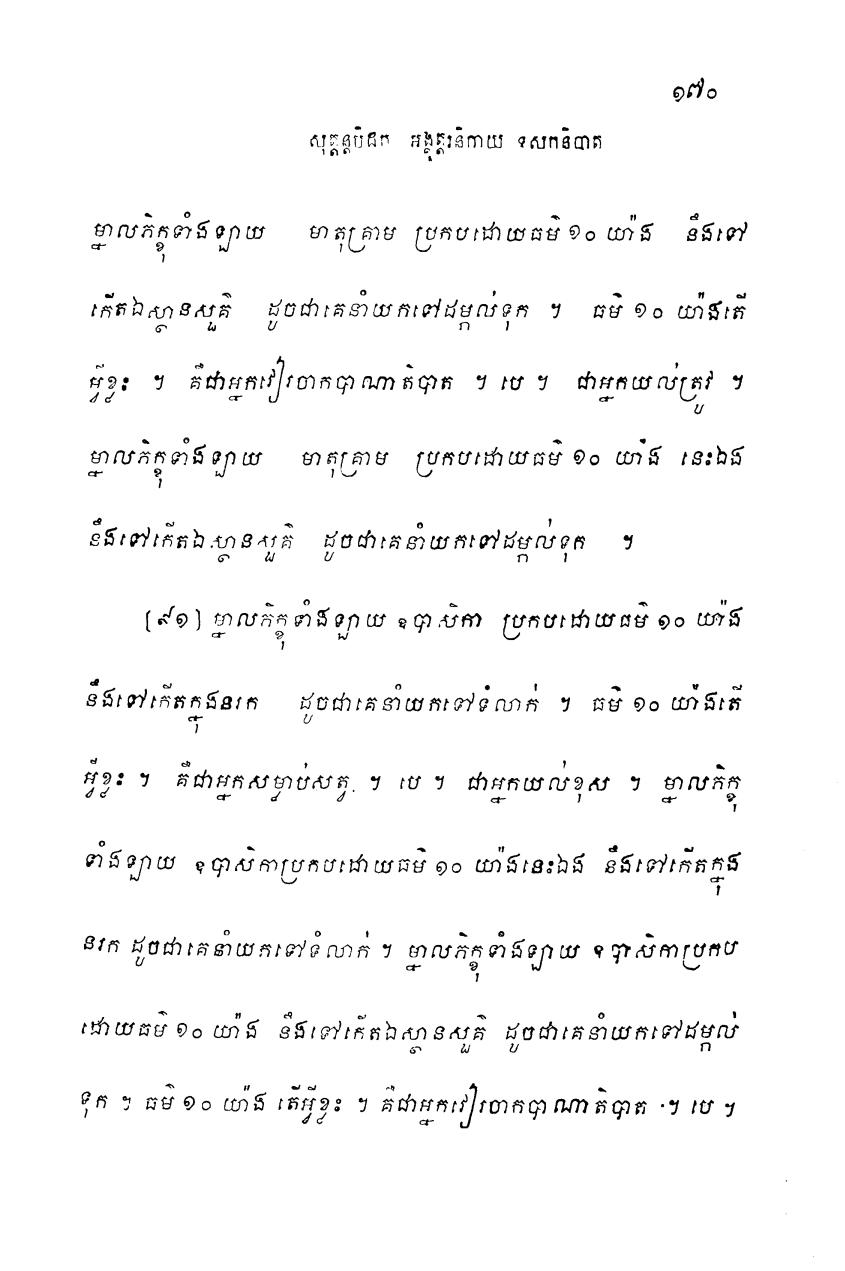 ១៧០
សុត្តន្តបិដក អង្គុត្តរនិកាយ ទសកនិបាត
ម្នាលភិក្ខុទាំងឡាយ មាតុគ្រាម ប្រកបដោយធម៌ ១០ យ៉ាង នឹងទៅ
កើតឯស្ថានសួគ៌ ដូចជាគេនាំយកទៅដម្កល់ទុក ។ ធម៌ ១០ យ៉ាងតើ
អ្វីខ្លះ ។ គឺជាអ្នកវៀរចាកបាណាតិបាត ។ បេ ។ ជាអ្នកយល់ត្រូវ ។
ម្នាលភិក្ខុទាំងឡាយ មាតុគ្រាម ប្រកបដោយធម៌ ១០ យ៉ាង នេះឯង
នឹងទៅកើតឯស្ថានសួគ៌ ដូចជាគេនាំយកទៅដម្កល់ទុក ។
[៩១] ម្នាលភិក្ខុទាំងឡាយ ឧបាសិកា ប្រកបដោយធម៌ ១០ យ៉ាង
នឹងទៅកើតក្នុងនរក ដូចជាគេនាំយកទៅទំលាក់ ។ ធម៌ ១០ យ៉ាងតើ
អ្វីខ្លះ ។ គឺជាអ្នកសម្លាប់សត្វ ។ បេ ។ ជាអ្នកយល់ខុស ។ ម្នាលភិក្ខុ
ទាំងឡាយ ឧបាសិកាប្រកបដោយធម៌ ១០ យ៉ាងនេះឯង នឹងទៅកើតក្នុង
នរក ដូចជាគេនាំយកទៅទំលាក់ ។ ម្នាលភិក្ខុទាំងឡាយ ឧបាសិកាប្រកប
ដោយធម៌ ១០ យ៉ាង នឹងទៅកើតឯស្ថានសួគ៌ ដូចជាគេនាំយកទៅដម្កល់
ទុក ។ ធម៌ ១០ យ៉ាង តើអ្វីខ្លះ ។ គឺជាអ្នកវៀរចាកបាណាតិបាត ។ បេ ។